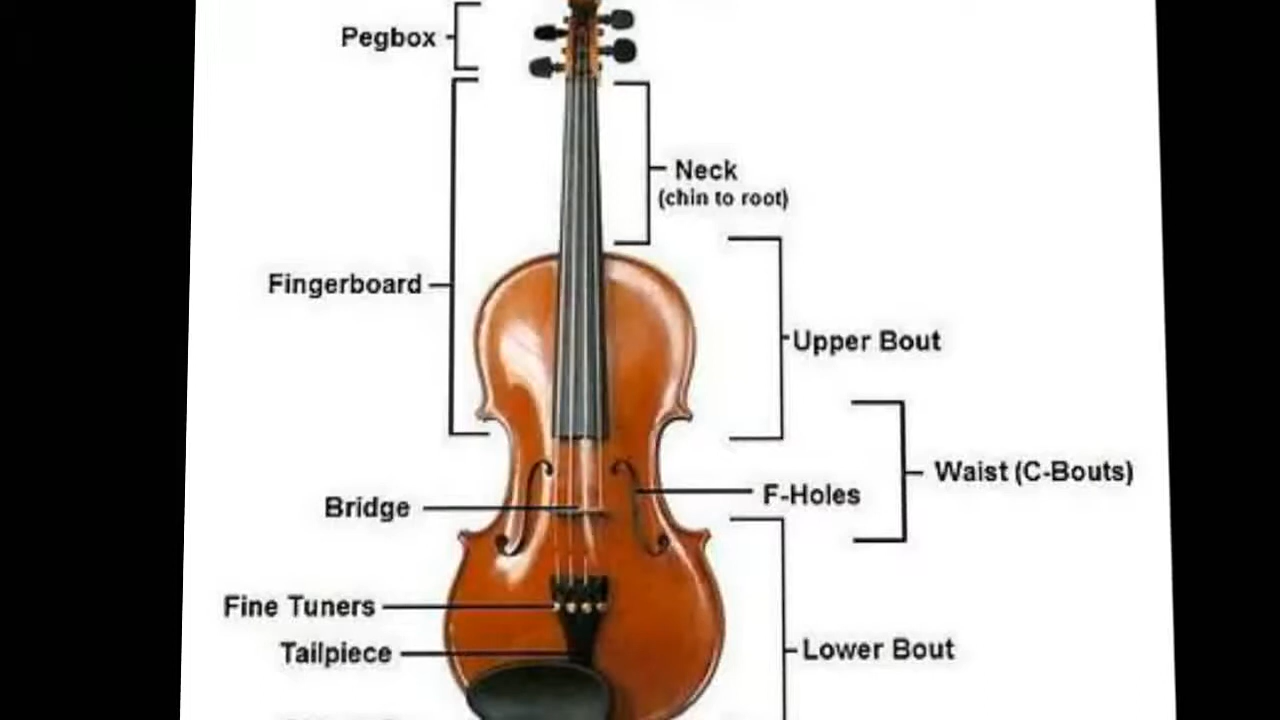 Pegbox
Neck
(chin to root)
Fingerboard
Upper Bout
Waist (C-Bouts)
F-Holes
Bridge
Fine Tuners
Tailpiece
Lower Bout